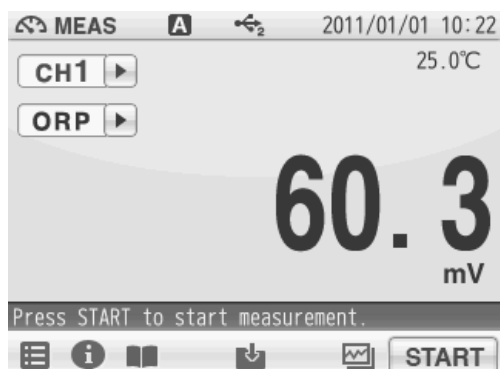 MEAS A 2 2011/01/01 10:22
CH1 25.0℃
ORP
60.3
mV
Press START to start measurement.
START